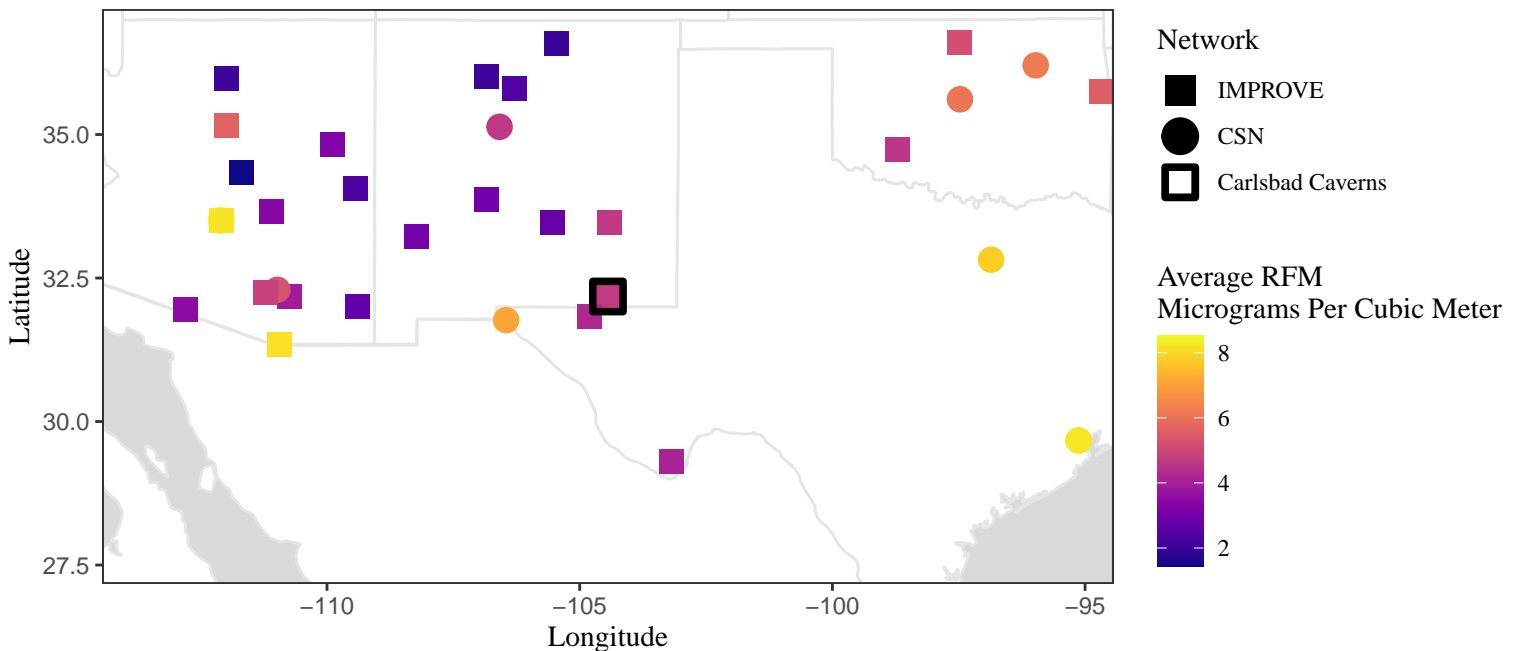 Network
IMPROVE
CSN
Carlsbad Caverns
Average RFM
Micrograms Per Cubic Meter
8
6
4
2
Latitude
35.0
32.5
30.0
27.5
−110
−105
−100
−95
Longitude